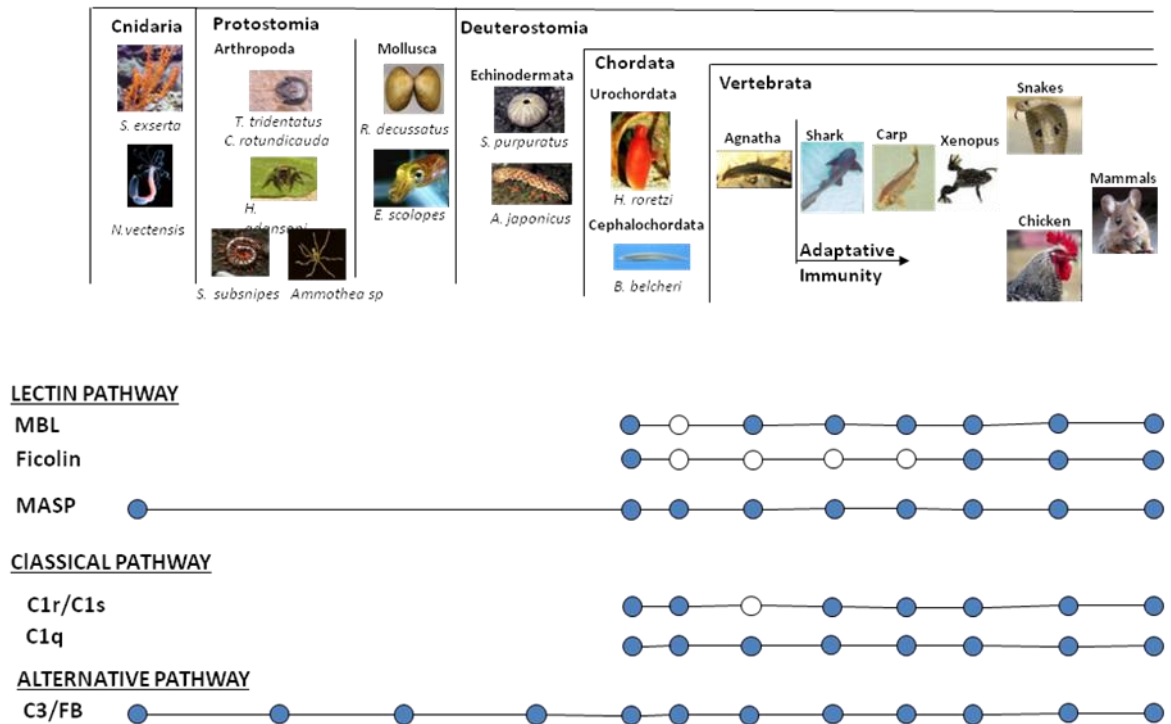 Cnidaria
S. exserta
N.vectensis
Protostomia
Arthropoda
T. tridentatus
C. rotundicauda
H.
adansoni
S. subsnipes
Ammothea sp
Mollusca
R. decussatus
E. scolopes
Deuterostomia
Echinodermata
S. purpuratus
A. japonicus
Chordata
Urochordata
H. roretzi
Cephalochordata
B. belcheri
Vertebrata
Agnatha
Shark
Carp
Xenopus
Snakes
Chicken
Mammals
Adaptative
Immunity
LECTIN PATHWAY
MBL
Ficolin
MASP
ClASSICAL PATHWAY
C1r/C1s
C1q
ALTERNATIVE PATHWAY
C3/FB